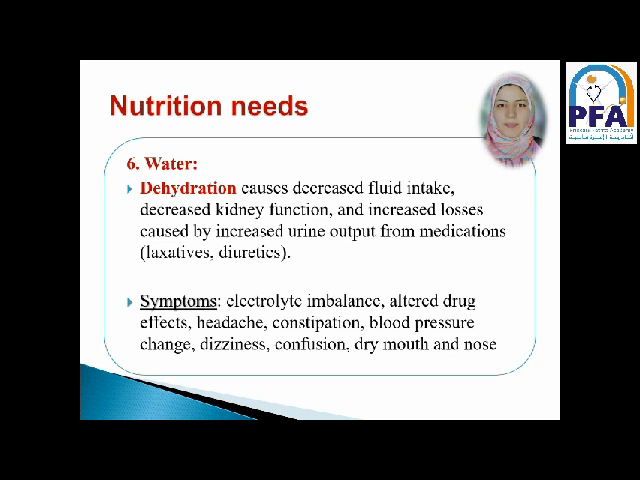 Nutrition needs
6. Water:
Dehydration causes decreased fluid intake,
decreased kidney function, and increased losses
caused by increased urine output from medications
(laxatives, diuretics).
Symptoms: electrolyte imbalance, altered drug
effects, headache, constipation, blood pressure
change, dizziness, confusion, dry mouth and nose
PFA